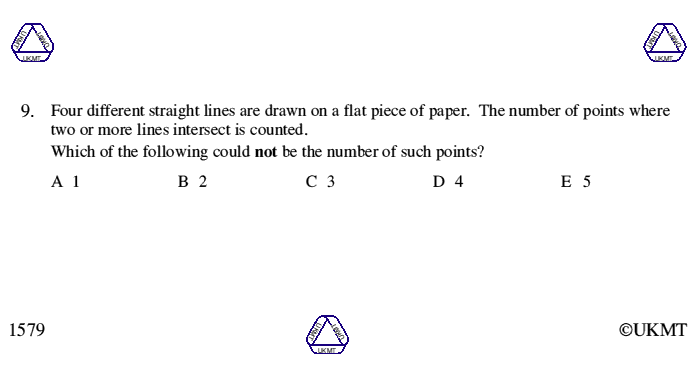 UKMT UKMT UKMT
UKMT UKMT UKMT
9. Four different straight lines are drawn on a flat piece of paper. The number of points where
two or more lines intersect is counted.
Which of the following could not be the number of such points?
A 1 B 2 C 3 D 4 E 5
1579
UKMT UKMT UKMT
©UKMT